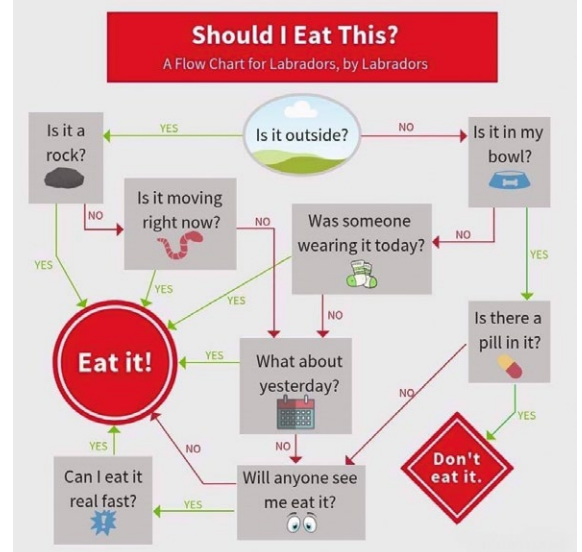 Should I Eat This?
A Flow Chart for Labradors, by Labradors
Is it a
rock?
YES
Is it outside?
NO
Is it in my
bowl?
NO
Is it moving
right now?
NO
Was someone
wearing it today?
NO
YES
YES
YES
YES
YES
NO
NO
Is there a
pill in it?
Eat it!
YES
What about
yesterday?
NO
YES
Don't
eat it.
YES
NO
NO
Can I eat it
real fast?
YES
Will anyone see
me eat it?